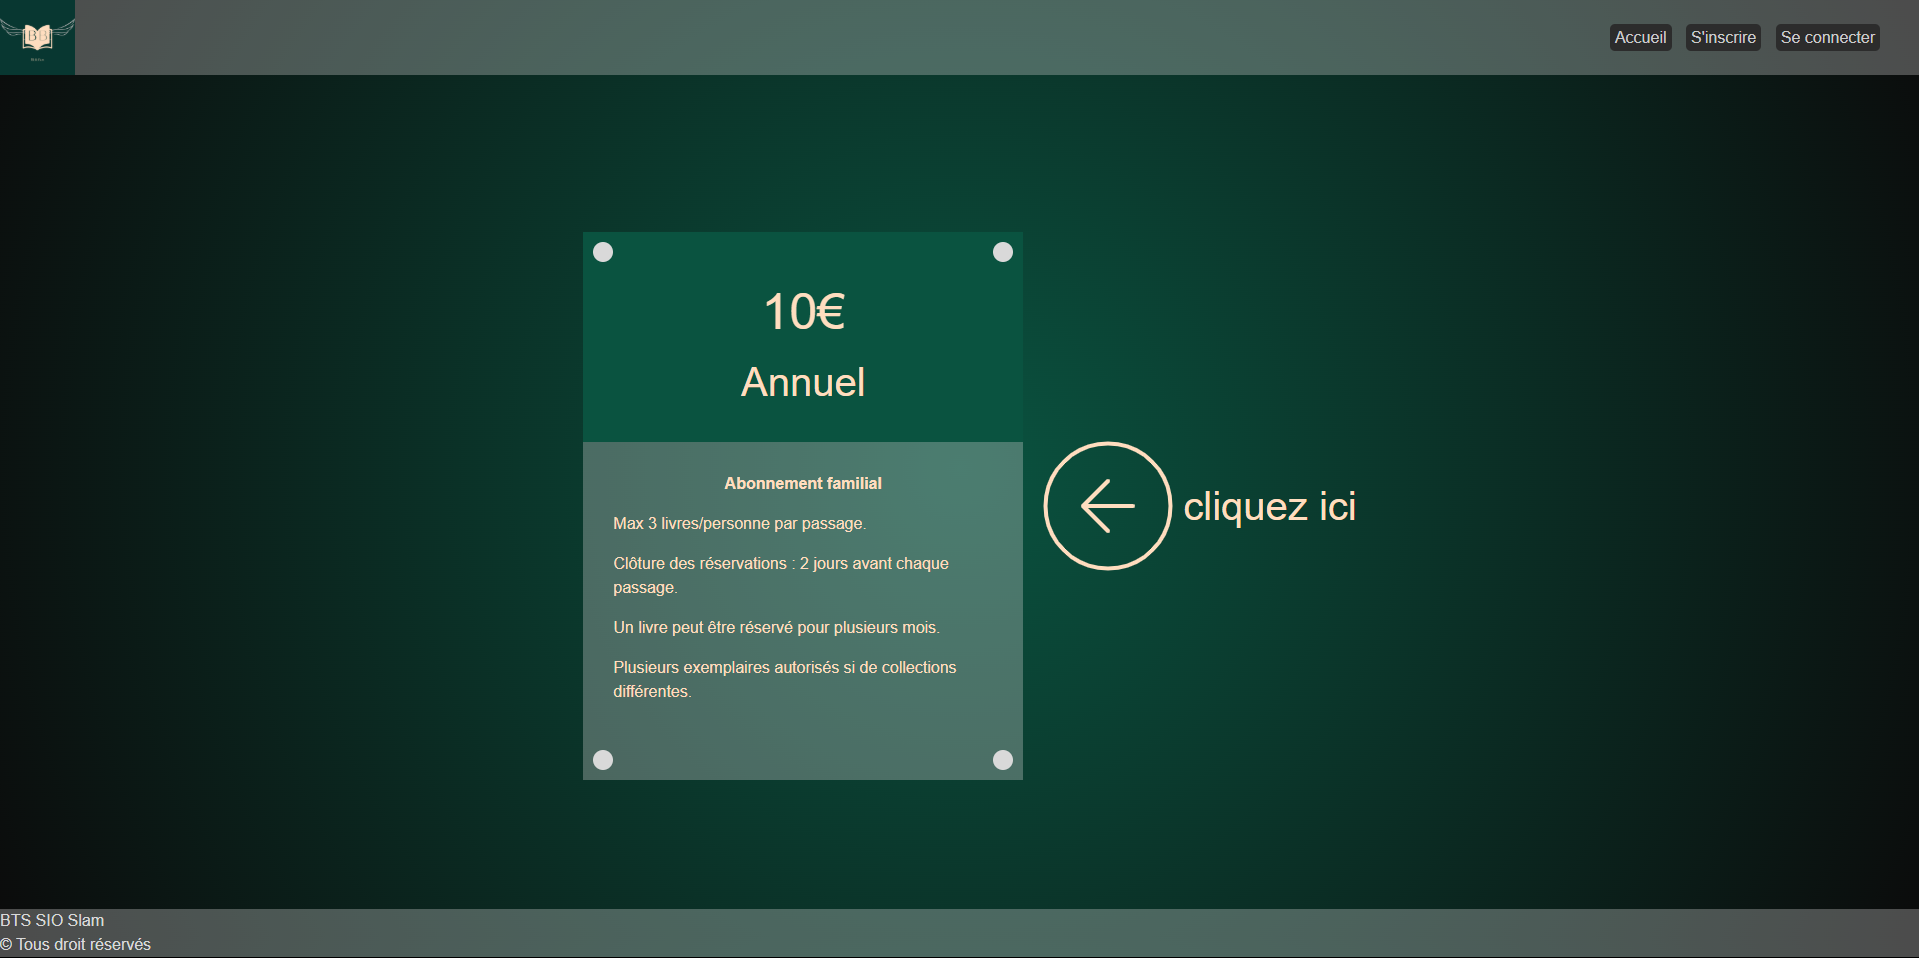 BB
Accueil
S'inscrire
Se connecter
10€
Annuel
Abonnement familial
Max 3 livres/personne par passage.
Clôture des réservations : 2 jours avant chaque
passage.
Un livre peut être réservé pour plusieurs mois.
Plusieurs exemplaires autorisés si de collections
différentes.
cliquez ici
BTS SIO Slam
© Tous droit réservés